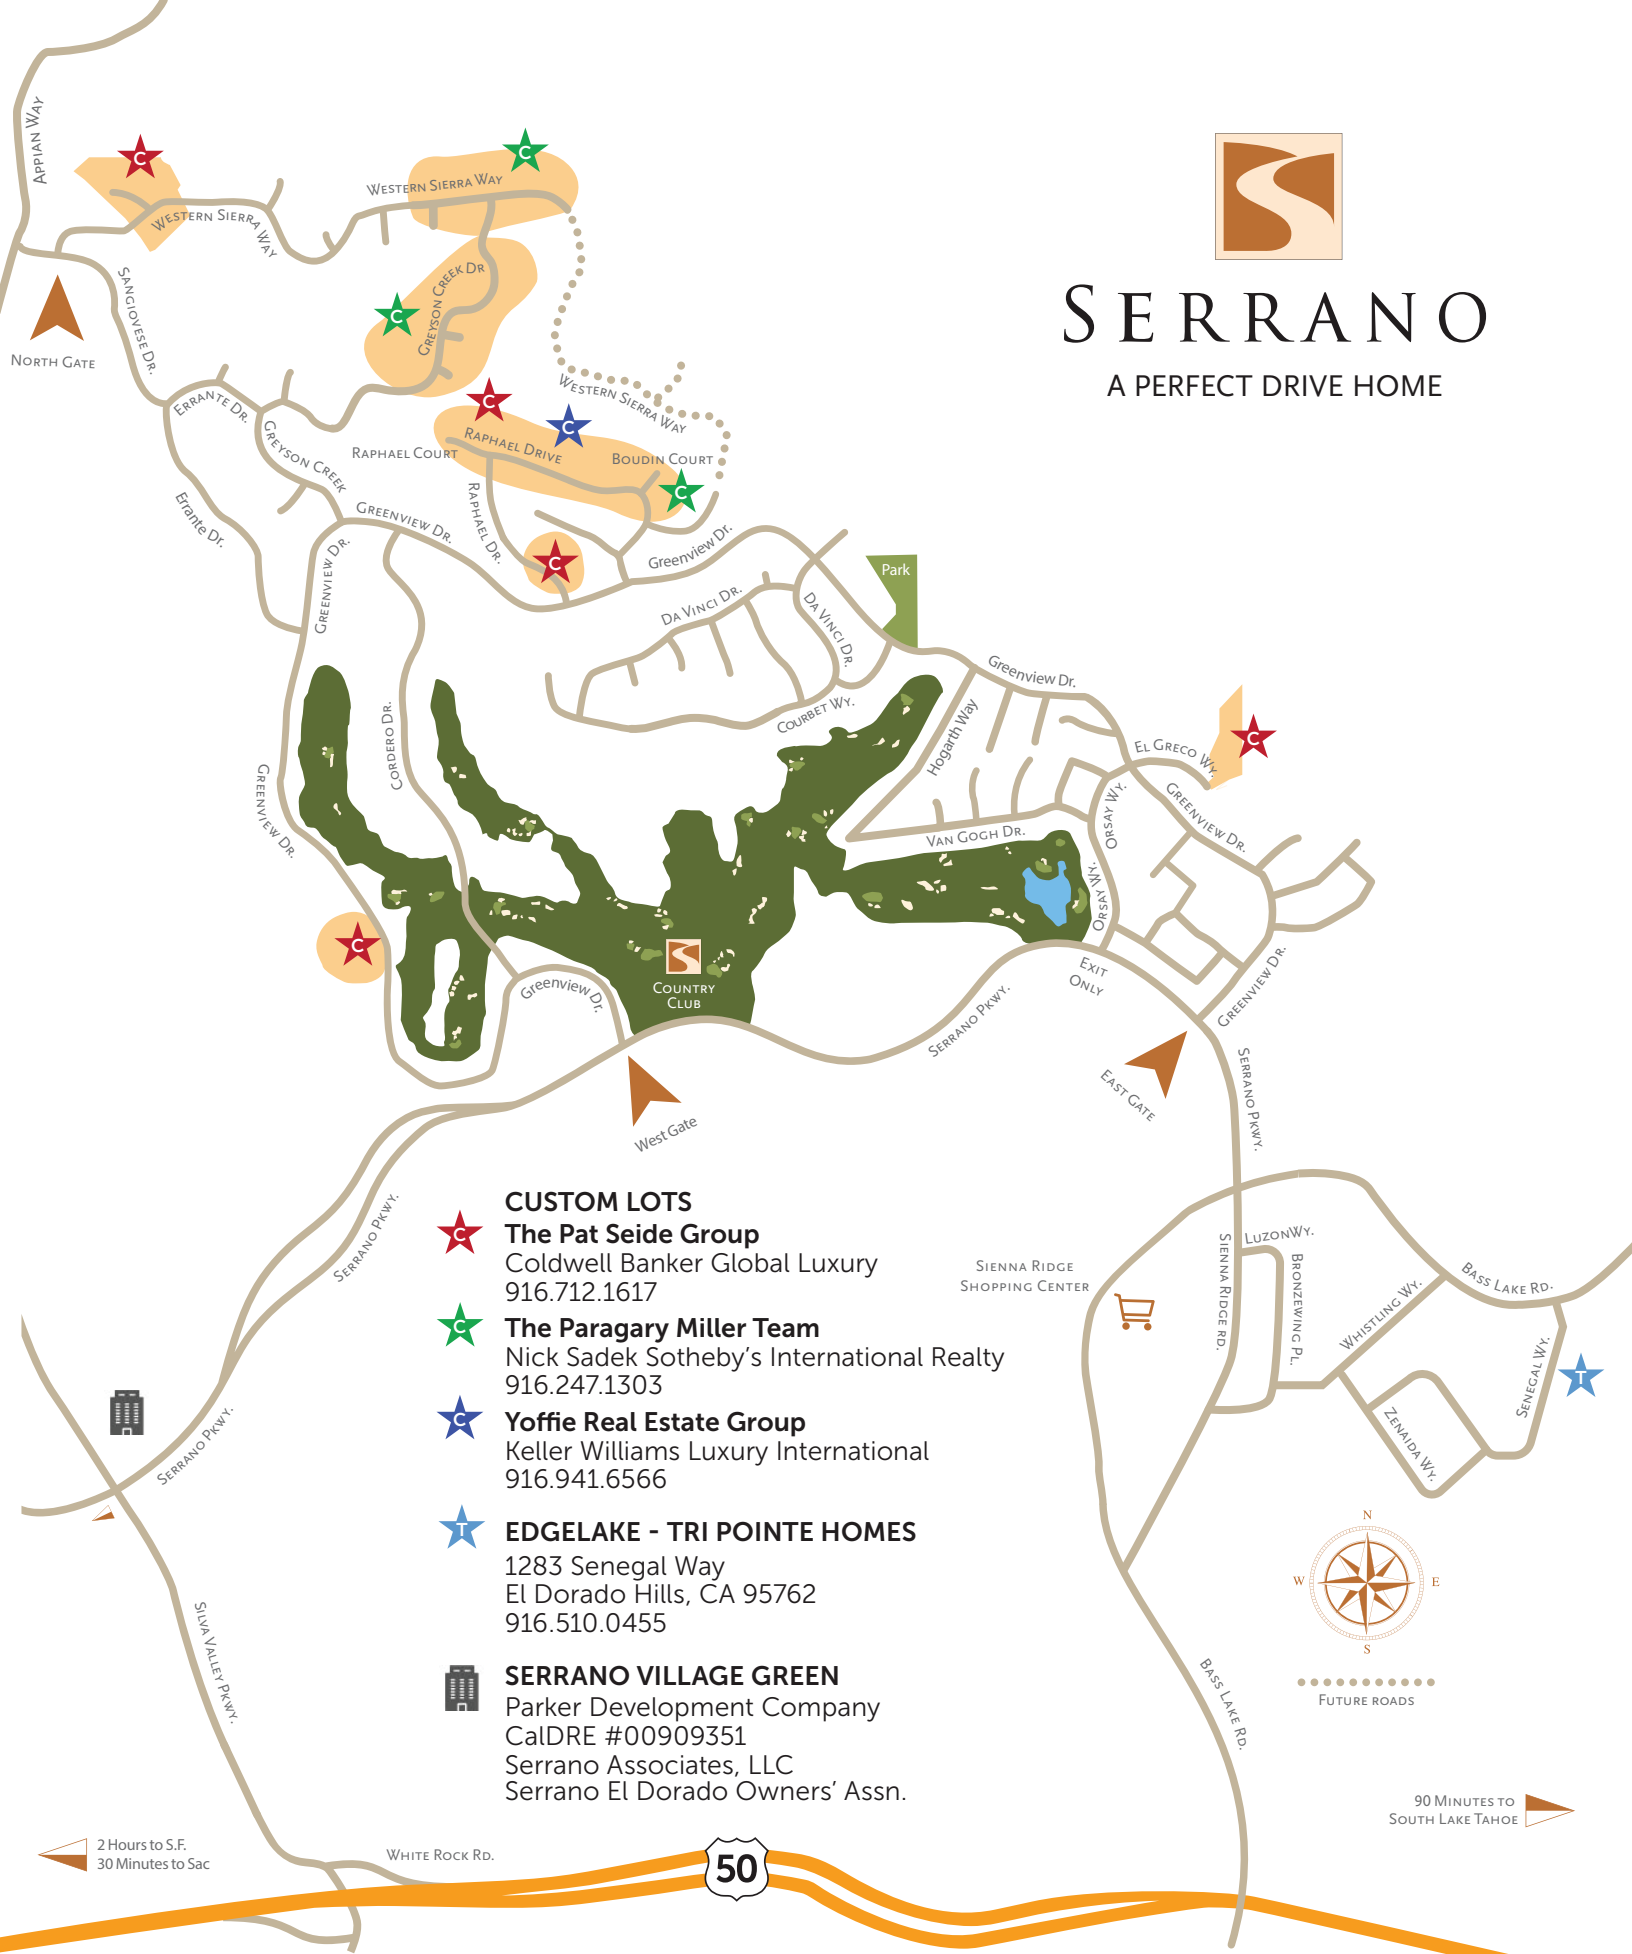 Appian Way
C
C
Western Sierra Way
Western Sierra Way
Sangiovese Dr.
Greyson Creek Dr
C
North Gate
Serrano
A PERFECT DRIVE HOME
Errante Dr.
C
C
Western Sierra Way
Greyson Creek
Raphael Court
Raphael Drive
Boudin Court
C
Errante Dr.
Raphael Dr.
Greenview Dr.
Greenview Dr.
Greenview Dr.
C
Park
Da Vinci Dr.
Da Vinci Dr.
Greenview Dr.
Courbet Wy.
Cordero Dr.
Hogarth Way
C
El Greco Wy.
Greenview Dr.
Greenview Dr.
Orsay Wy.
Van Gogh Dr.
Orsay Wy.
C
Country
Club
Greenview Dr.
Exit
Only
Greenview Dr.
Serrano Pkwy.
East Gate
Serrano Pkwy.
West Gate
Serrano Pkwy.
CUSTOM LOTS
C
The Pat Seide Group
Coldwell Banker Global Luxury
916.712.1617
C
The Paragary Miller Team
Nick Sadek Sotheby’s International Realty
916.247.1303
C
Yoffie Real Estate Group
Keller Williams Luxury International
916.941.6566
T
EDGELAKE - TRI POINTE HOMES
1283 Senegal Way
El Dorado Hills, CA 95762
916.510.0455
SERRANO VILLAGE GREEN
Parker Development Company
CalDRE #00909351
Serrano Associates, LLC
Serrano El Dorado Owners’ Assn.
Sienna Ridge
Shopping Center
Sienna Ridge Rd.
Luzon Wy.
Bronzewing Pl.
Whistling Wy.
Bass Lake Rd.
Senegal Wy.
T
Zenaida Wy.
Serrano Pkwy.
Silva Valley Pkwy.
N
W
E
S
Future roads
Bass Lake Rd.
90 Minutes to
South Lake Tahoe
2 Hours to S.F.
30 Minutes to Sac
White Rock Rd.
50